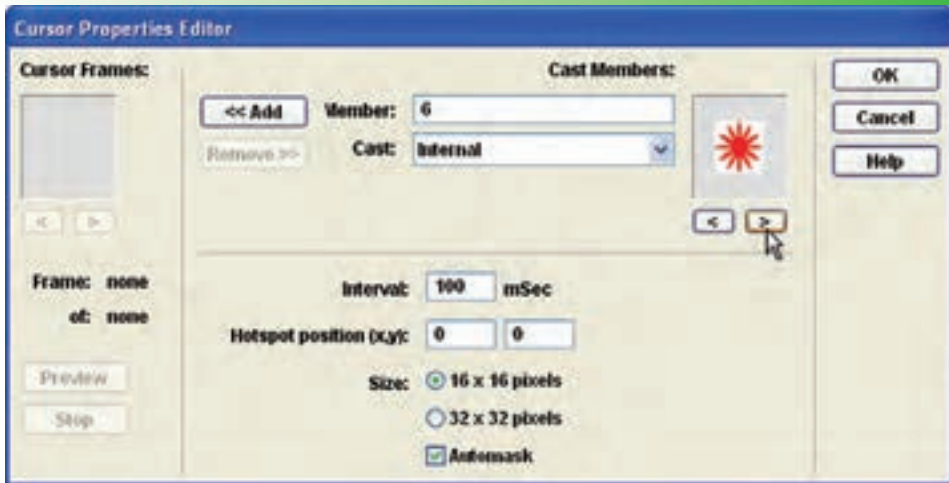 Cursor Properties Editor
Cursor Frames:
Cast Members:
OK
<< Add
Member: 6
Cancel
Remove >>
Cast: Internal
Help
< >
< >
Frame: none
of: none
Interval: 100 mSec
Hotspot position (x,y): 0 0
Preview
Size: 16 x 16 pixels
Stop
32 x 32 pixels
Automask